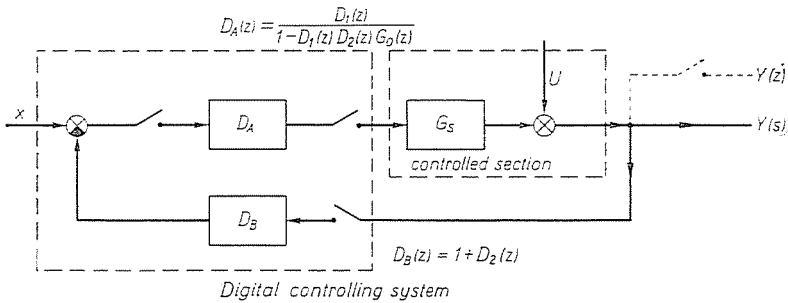 D_A(z) = D_1(z) / (1 − D_1(z) D_2(z) G_0(z))
x
D_A
G_S
U
Y(z)
Y(s)
controlled section
D_B
D_B(z) = 1 + D_2(z)
Digital controlling system